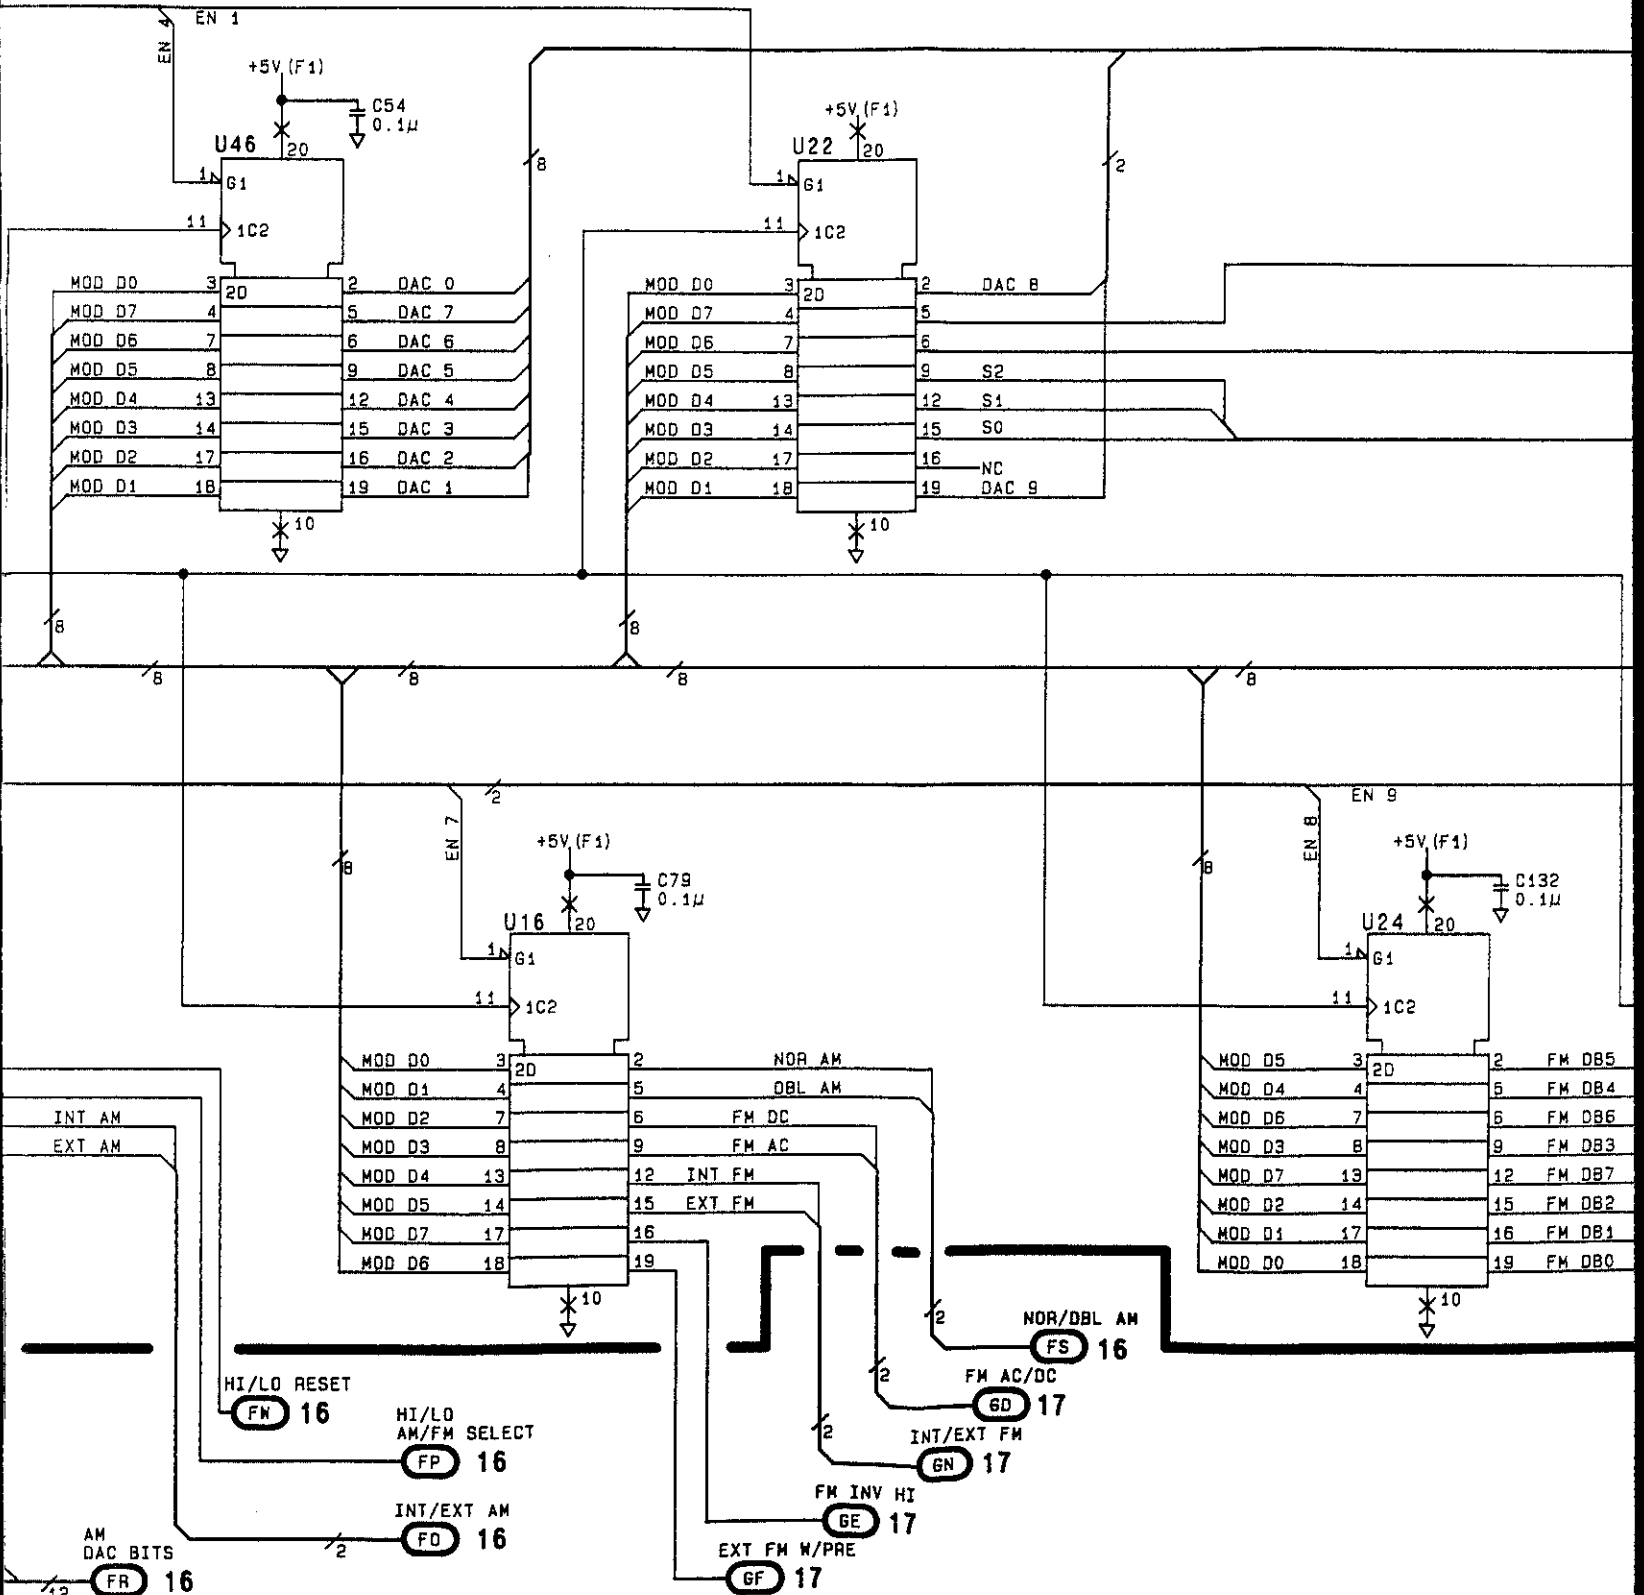 EN 4
EN 1
+5V (F1)
C54
0.1µ
U46
20
1
G1
11
1C2
8
MOD D0 3 2D 2 DAC 0
MOD D7 4 5 DAC 7
MOD D6 7 6 DAC 6
MOD D5 8 9 DAC 5
MOD D4 13 12 DAC 4
MOD D3 14 15 DAC 3
MOD D2 17 16 DAC 2
MOD D1 18 19 DAC 1
10
+5V (F1)
U22
20
1
G1
11
1C2
2
MOD D0 3 2D 2 DAC 8
MOD D7 4 5
MOD D6 7 6
MOD D5 8 9 S2
MOD D4 13 12 S1
MOD D3 14 15 S0
MOD D2 17 16 NC
MOD D1 18 19 DAC 9
10
8
8
8
8
8
8
2
EN 7
EN 8
EN 9
8
+5V (F1)
C79
0.1µ
U16
20
1
G1
11
1C2
MOD D0 3 2D 2 NOR AM
MOD D1 4 5 DBL AM
MOD D2 7 6 FM DC
MOD D3 8 9 FM AC
MOD D4 13 12 INT FM
MOD D5 14 15 EXT FM
MOD D7 17 16
MOD D6 18 19
10
8
+5V (F1)
C132
0.1µ
U24
20
1
G1
11
1C2
MOD D5 3 2D 2 FM DB5
MOD D4 4 5 FM DB4
MOD D6 7 6 FM DB6
MOD D3 8 9 FM DB3
MOD D7 13 12 FM DB7
MOD D2 14 15 FM DB2
MOD D1 17 16 FM DB1
MOD D0 18 19 FM DB0
10
INT AM
EXT AM
2
NOR/DBL AM
FS 16
2
FM AC/DC
GD 17
2
INT/EXT FM
GN 17
FM INV HI
GE 17
EXT FM W/PRE
GF 17
HI/LO RESET
FW 16
HI/LO
AM/FM SELECT
FP 16
INT/EXT AM
2
FO 16
AM
DAC BITS
12
FR 16